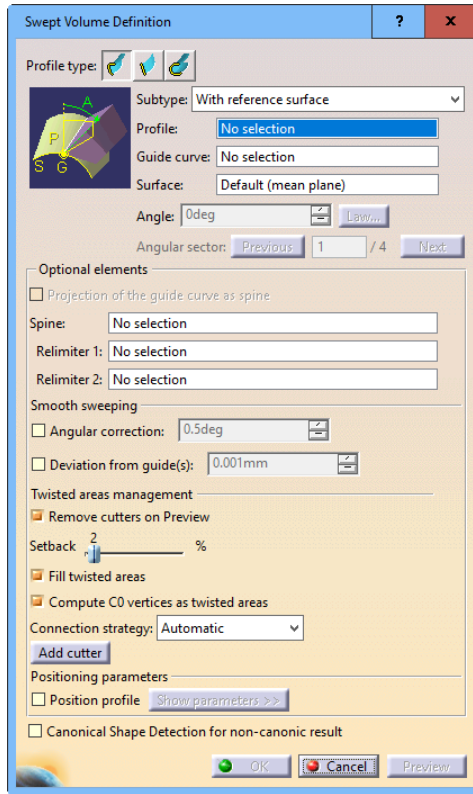 Swept Volume Definition ? x
Profile type:
A
P
S G
Subtype: With reference surface
Profile: No selection
Guide curve: No selection
Surface: Default (mean plane)
Angle: 0deg Law...
Angular sector: Previous 1 / 4 Next
Optional elements
Projection of the guide curve as spine
Spine: No selection
Relimiter 1: No selection
Relimiter 2: No selection
Smooth sweeping
Angular correction: 0.5deg
Deviation from guide(s): 0.001mm
Twisted areas management
Remove cutters on Preview
Setback 2 %
Fill twisted areas
Compute C0 vertices as twisted areas
Connection strategy: Automatic
Add cutter
Positioning parameters
Position profile Show parameters >>
Canonical Shape Detection for non-canonic result
OK Cancel Preview